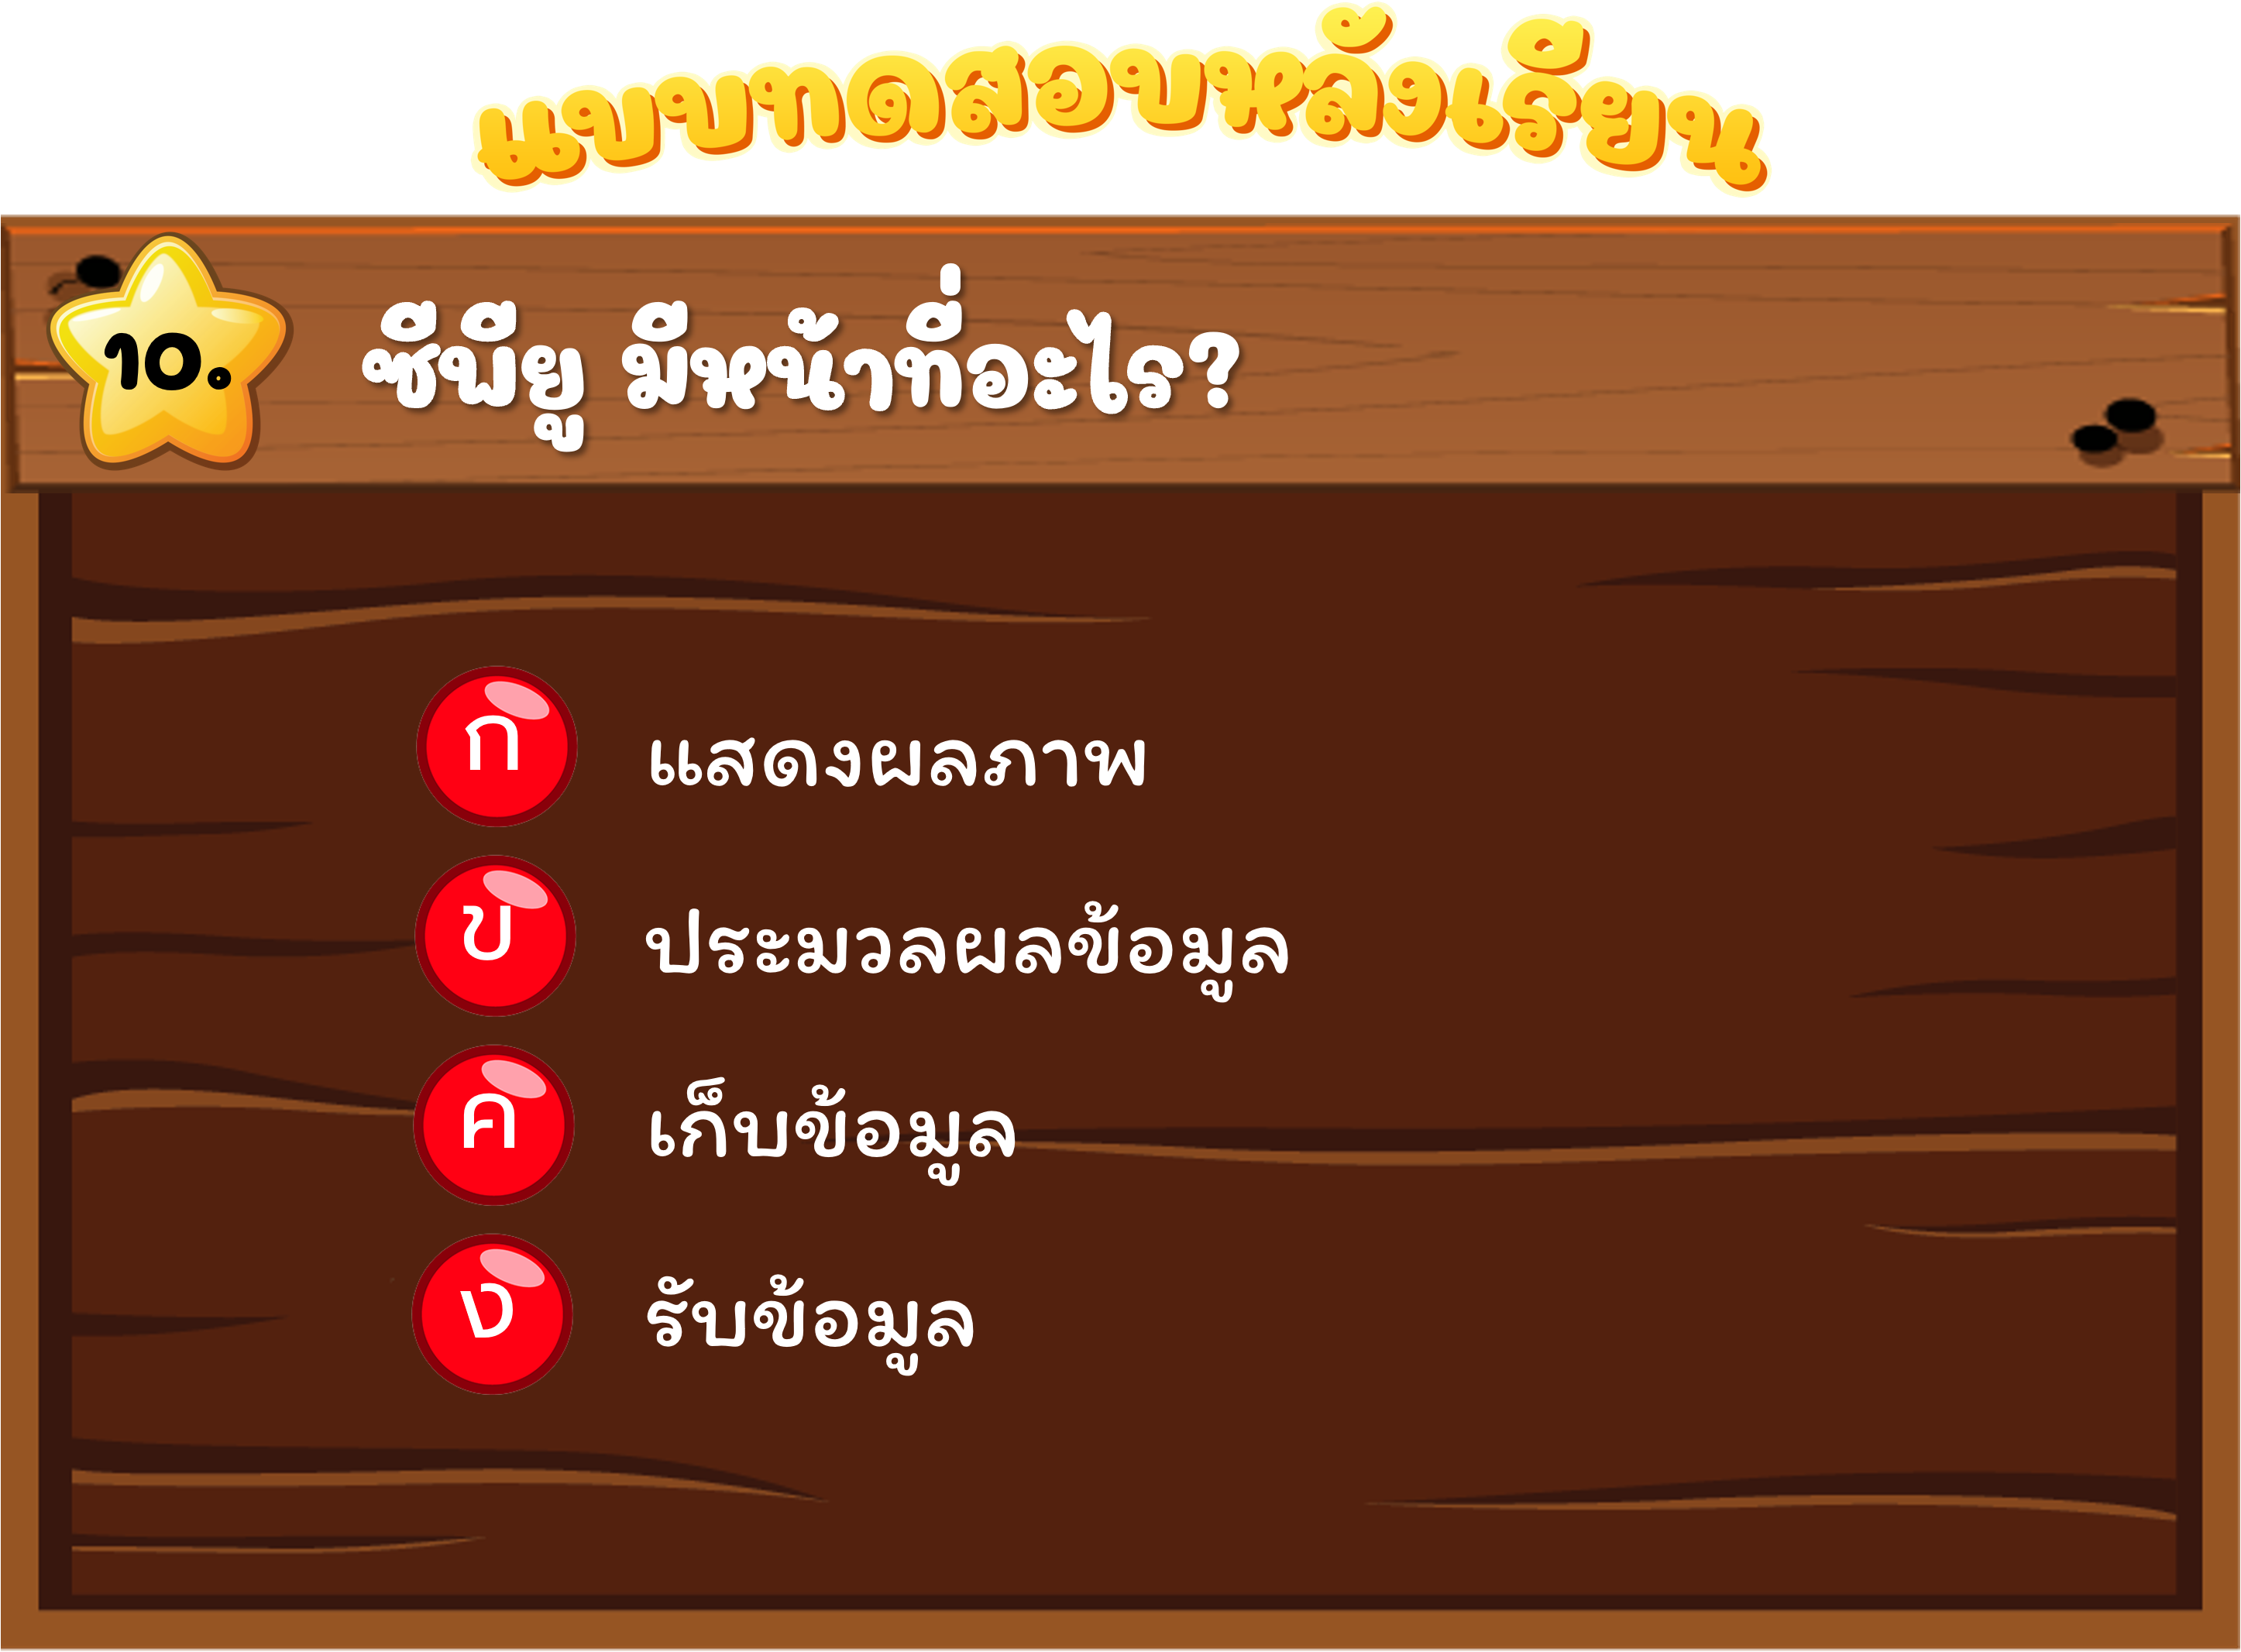 แบบทดสอบหลังเรียน
10. ซีพียู มีหน้าที่อะไร?
ก แสดงผลภาพ
ข ประมวลผลข้อมูล
ค เก็บข้อมูล
ง รับข้อมูล